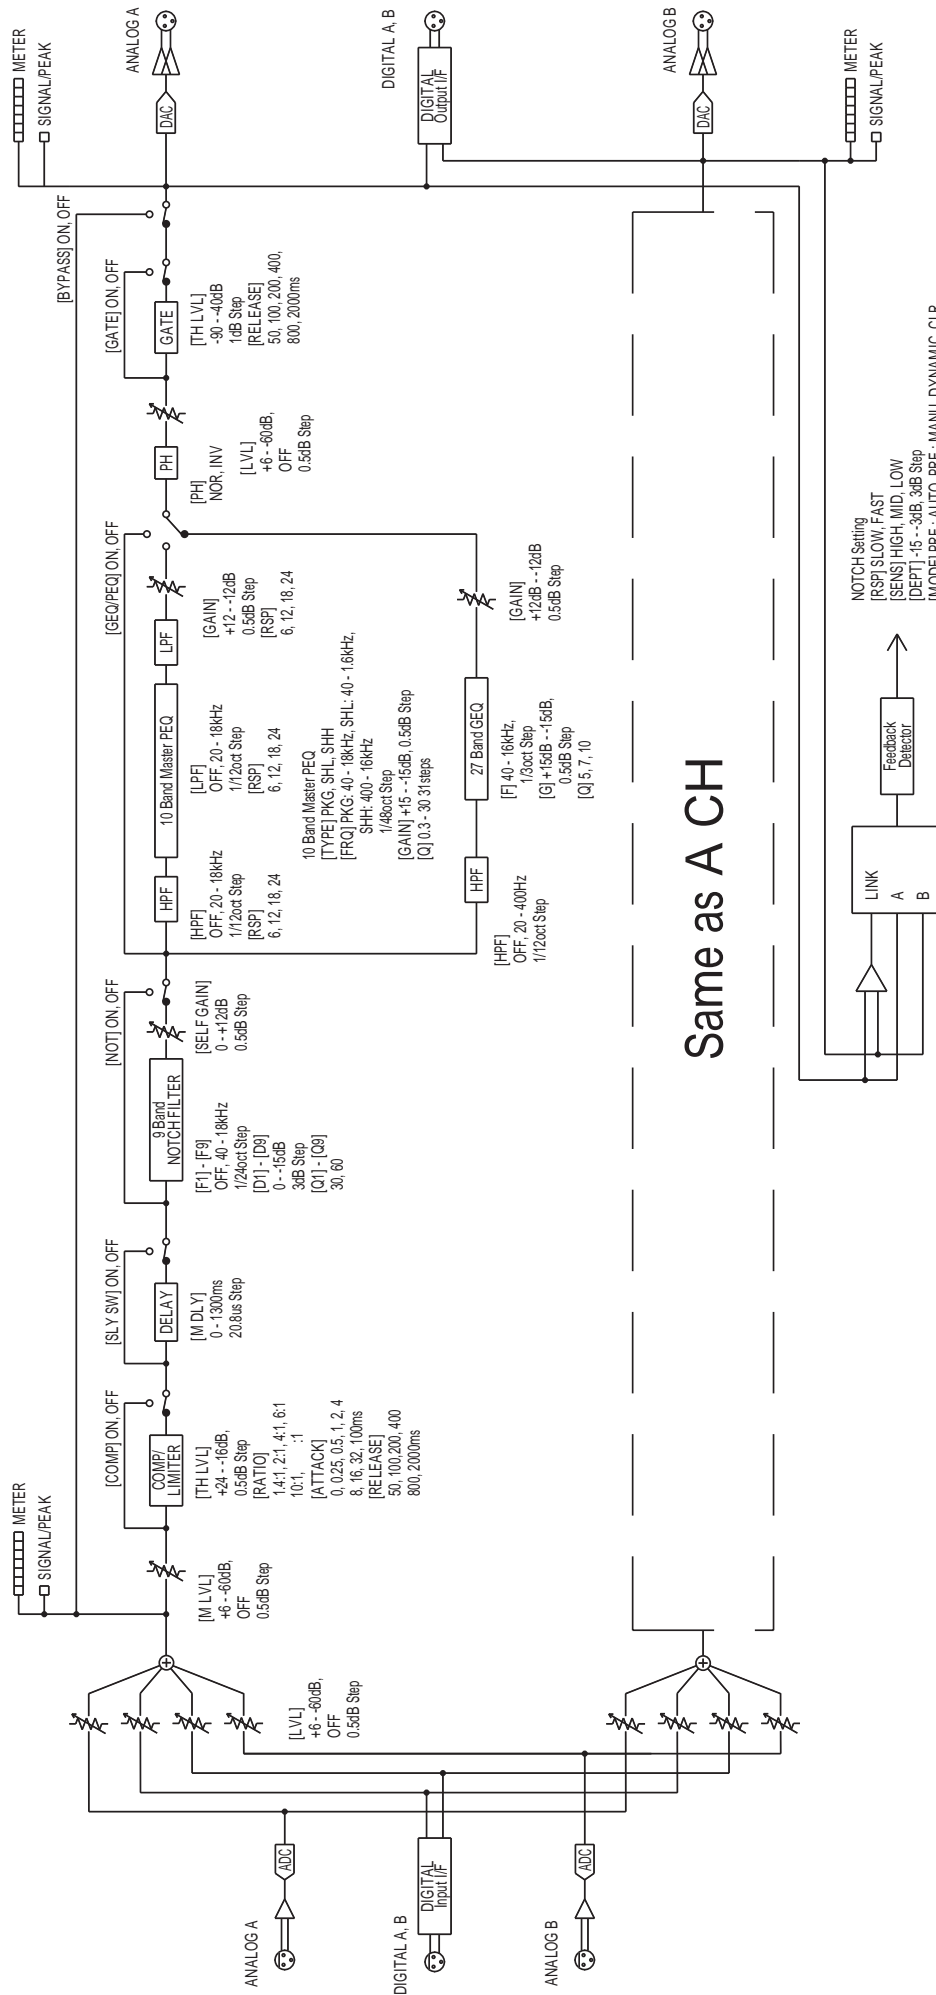 ANALOG A
ADC
DIGITAL A, B
DIGITAL
Input I/F
ANALOG B
ADC
[LVL]
+6 - -60dB,
OFF
0.5dB Step
METER
SIGNAL/PEAK
[M LVL]
+6 - -60dB,
OFF
0.5dB Step
[COMP] ON, OFF
COMP/
LIMITER
[TH LVL]
+24 - -16dB,
0.5dB Step
[RATIO]
1.4:1, 2:1, 4:1, 6:1
10:1, :1
[ATTACK]
0, 0.25, 0.5, 1, 2, 4
8, 16, 32, 100ms
[RELEASE]
50, 100,200, 400
800, 2000ms
[SLY SW] ON, OFF
DELAY
[M DLY]
0 - 1300ms
20.8us Step
[NOT] ON, OFF
9 Band
NOTCH FILTER
[F1] - [F9]
OFF, 40 - 18kHz
1/24oct Step
[D1] - [D9]
0 - -15dB
3dB Step
[Q1] - [Q9]
30, 60
[SELF GAIN]
0 - +12dB
0.5dB Step
[GEQ/PEQ] ON, OFF
HPF
[HPF]
OFF, 20 - 18kHz
1/12oct Step
[RSP]
6, 12, 18, 24
10 Band Master PEQ
[LPF]
OFF, 20 - 18kHz
1/12oct Step
[RSP]
6, 12, 18, 24
LPF
[GAIN]
+12 - -12dB
0.5dB Step
[RSP]
6, 12, 18, 24
10 Band Master PEQ
[TYPE] PKG, SHL, SHH
[FRQ] PKG: 40 - 18kHz, SHL: 40 - 1.6kHz,
SHH: 400 - 16kHz
1/48oct Step
[GAIN] +15 - -15dB, 0.5dB Step
[Q] 0.3 - 30 31steps
HPF
[HPF]
OFF, 20 - 400Hz
1/12oct Step
27 Band GEQ
[F] 40 - 16kHz,
1/3oct Step
[G] +15dB - -15dB,
0.5dB Step
[Q] 5, 7, 10
[GAIN]
+12dB - -12dB
0.5dB Step
PH
[PH]
NOR, INV
[LVL]
+6 - -60dB,
OFF
0.5dB Step
[GATE] ON, OFF
GATE
[TH LVL]
-90 - -40dB
1dB Step
[RELEASE]
50, 100, 200, 400,
800, 2000ms
[BYPASS] ON, OFF
METER
SIGNAL/PEAK
DAC
ANALOG A
DIGITAL
Output I/F
DIGITAL A, B
DAC
ANALOG B
METER
SIGNAL/PEAK
Same as A CH
LINK
A
B
Feedback
Detector
NOTCH Setting
[RSP] SLOW, FAST
[SENS] HIGH, MID, LOW
[DEPT] -15 - -3dB, 3dB Step